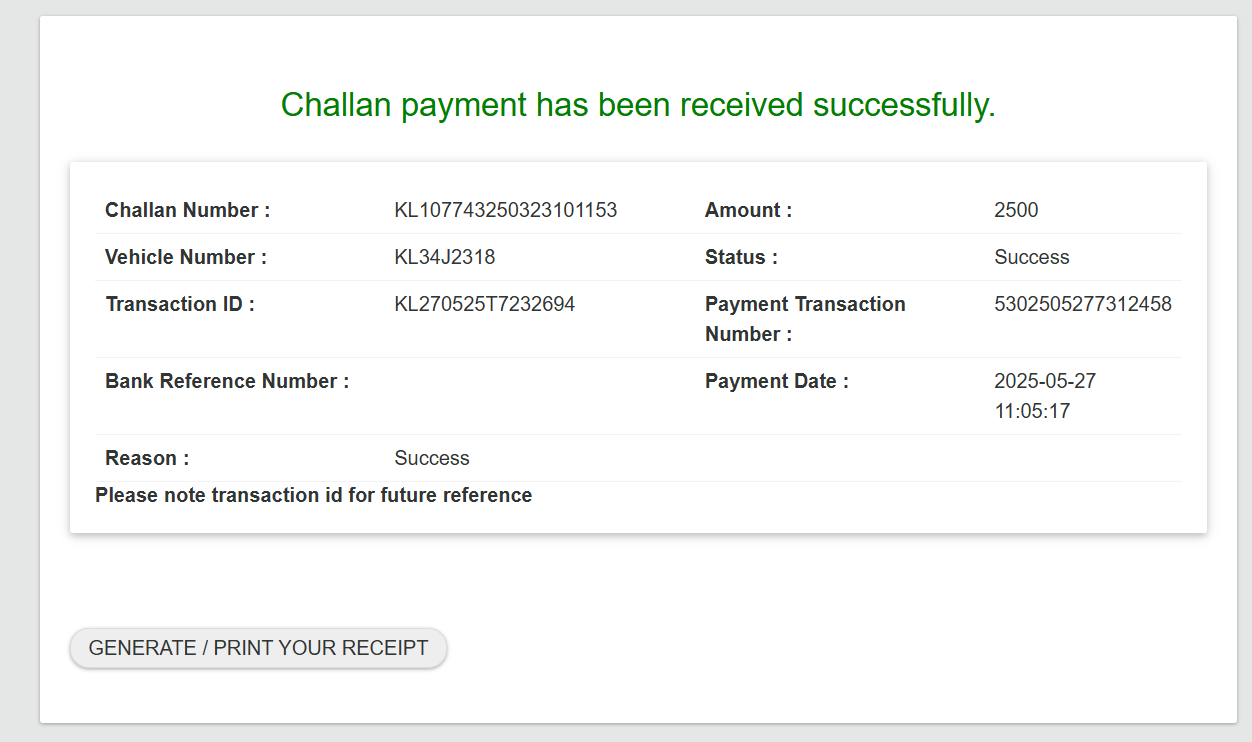 Challan payment has been received successfully.
Challan Number : KL107743250323101153 Amount : 2500
Vehicle Number : KL34J2318 Status : Success
Transaction ID : KL270525T7232694 Payment Transaction 5302505277312458
Number :
Bank Reference Number : Payment Date : 2025-05-27
11:05:17
Reason : Success
Please note transaction id for future reference
GENERATE / PRINT YOUR RECEIPT